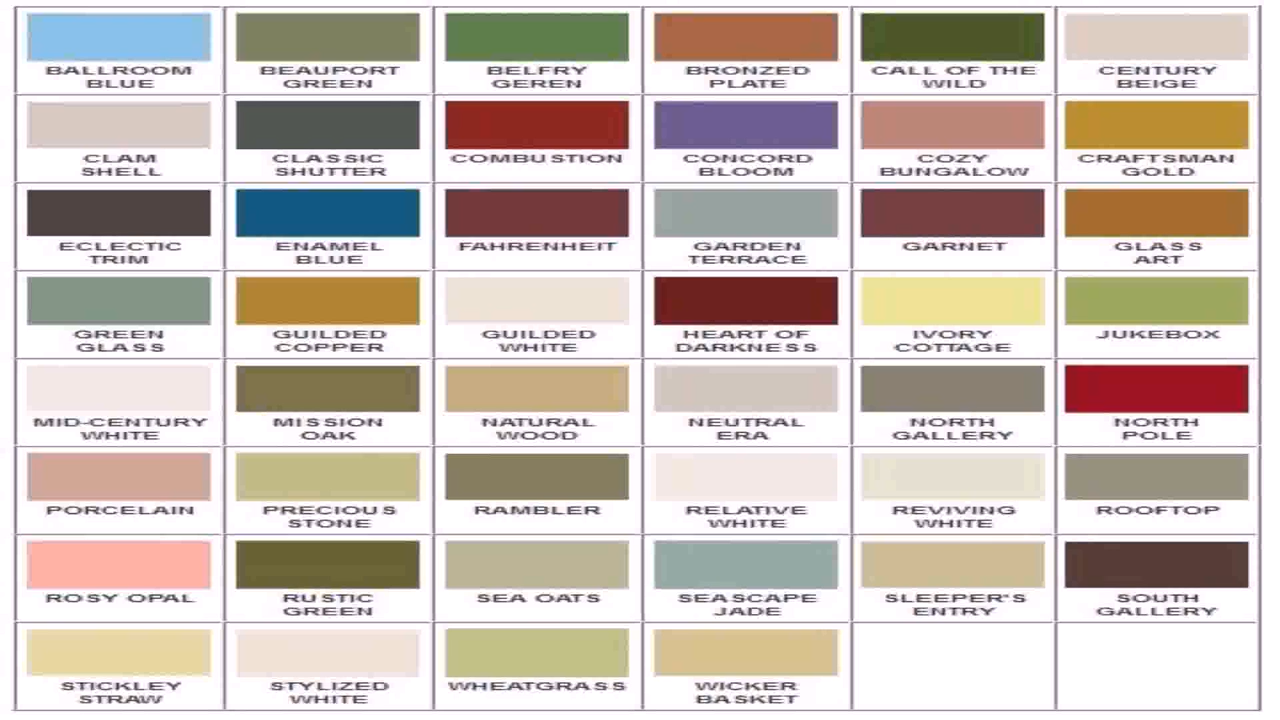 BALLROOM
BLUE
BEAUPORT
GREEN
BELFRY
GEREN
BRONZED
PLATE
CALL OF THE
WILD
CENTURY
BEIGE
CLAM
SHELL
CLASSIC
SHUTTER
COMBUSTION
CONCORD
BLOOM
COZY
BUNGALOW
CRAFTSMAN
GOLD
ECLECTIC
TRIM
ENAMEL
BLUE
FAHRENHEIT
GARDEN
TERRACE
GARNET
GLASS
ART
GREEN
GLASS
GUILDED
COPPER
GUILDED
WHITE
HEART OF
DARKNESS
IVORY
COTTAGE
JUKEBOX
MID-CENTURY
WHITE
MISSION
OAK
NATURAL
WOOD
NEUTRAL
ERA
NORTH
GALLERY
NORTH
POLE
PORCELAIN
PRECIOUS
STONE
RAMBLER
RELATIVE
WHITE
REVIVING
WHITE
ROOFTOP
ROSY OPAL
RUSTIC
GREEN
SEA OATS
SEASCAPE
JADE
SLEEPER'S
ENTRY
SOUTH
GALLERY
STICKLEY
STRAW
STYLIZED
WHITE
WHEATGRASS
WICKER
BASKET